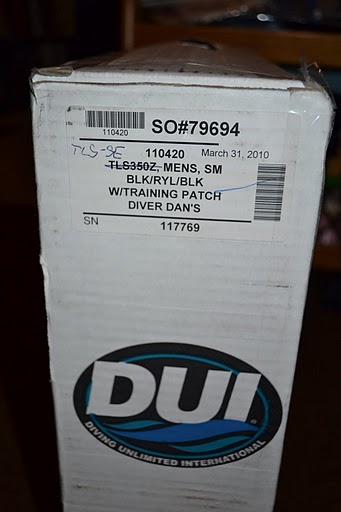 SO#79694
110420
TLS-SE 110420 March 31, 2010
TLS350Z, MENS, SM
BLK/RYL/BLK
W/TRAINING PATCH
DIVER DAN'S
SN 117769
DUI
DIVING UNLIMITED INTERNATIONAL